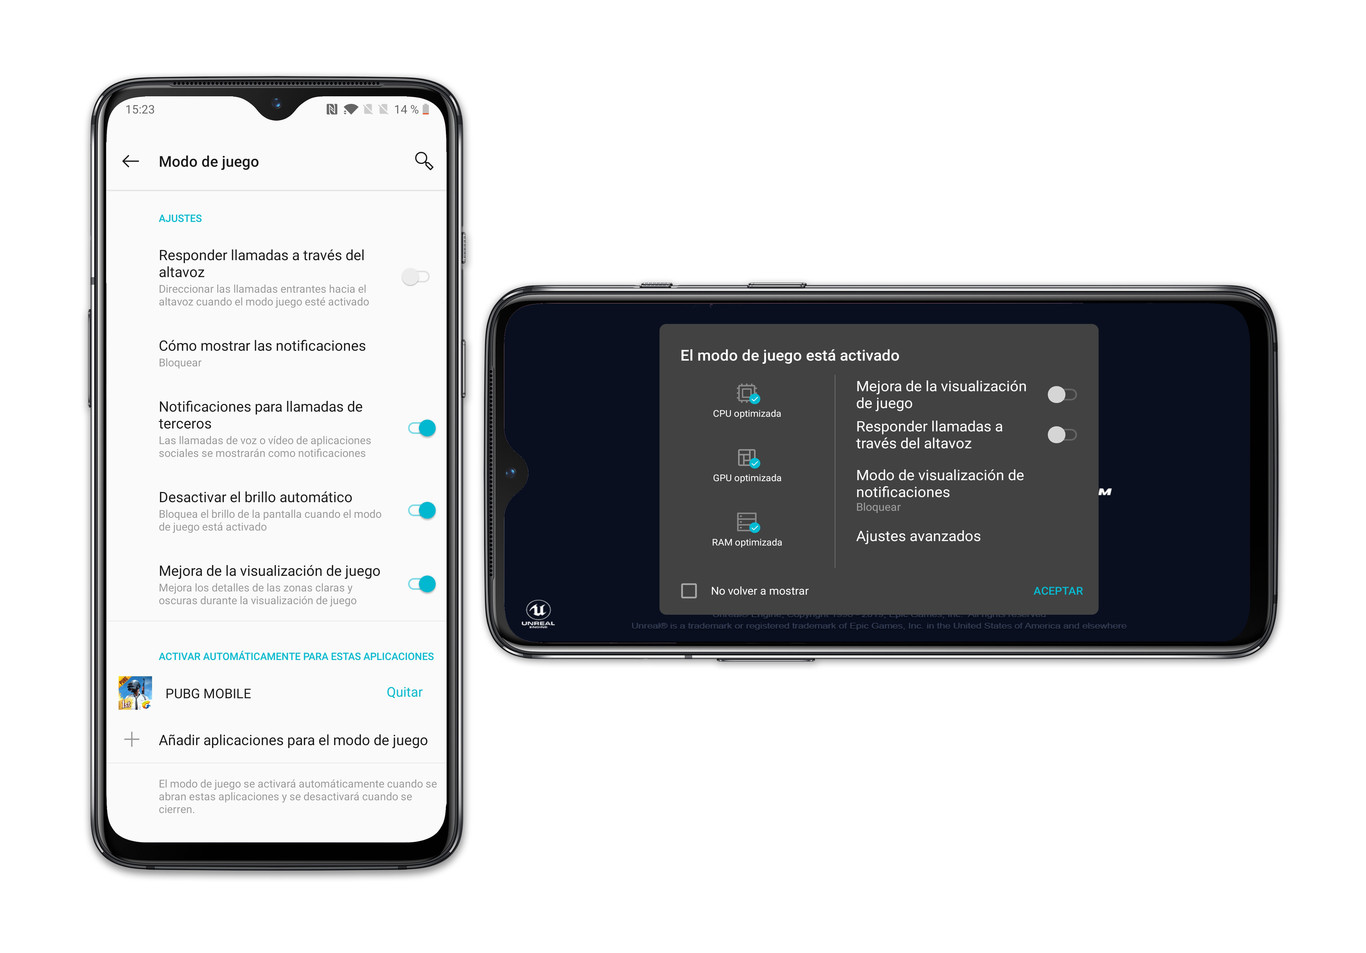 15:23
14 %
Modo de juego
AJUSTES
Responder llamadas a través del
altavoz
Direccionar las llamadas entrantes hacia el
altavoz cuando el modo juego esté activado
Cómo mostrar las notificaciones
Bloquear
Notificaciones para llamadas de
terceros
Las llamadas de voz o vídeo de aplicaciones
sociales se mostrarán como notificaciones
Desactivar el brillo automático
Bloquea el brillo de la pantalla cuando el modo
de juego está activado
Mejora de la visualización de juego
Mejora los detalles de las zonas claras y
oscuras durante la visualización de juego
ACTIVAR AUTOMÁTICAMENTE PARA ESTAS APLICACIONES
PUBG MOBILE
Quitar
Añadir aplicaciones para el modo de juego
El modo de juego se activará automáticamente cuando se
abran estas aplicaciones y se desactivará cuando se
cierren.
El modo de juego está activado
CPU optimizada
GPU optimizada
RAM optimizada
Mejora de la visualización
de juego
Responder llamadas a
través del altavoz
Modo de visualización de
notificaciones
Bloquear
Ajustes avanzados
No volver a mostrar
ACEPTAR
M
UNREAL
ENGINE
Unreal® is a trademark or registered trademark of Epic Games, Inc. in the United States of America and elsewhere